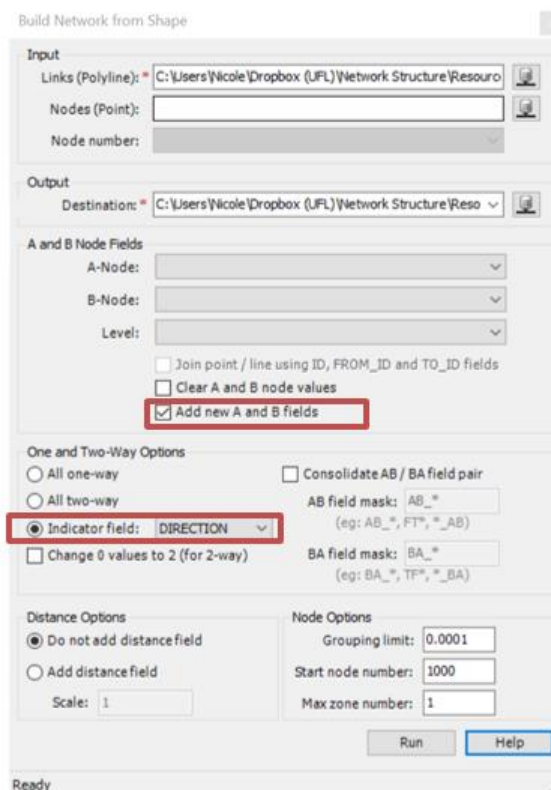 Build Network from Shape
Input
Links (Polyline): * C:\Users\Nicole\Dropbox (UFL)\Network Structure\Resourc
Nodes (Point):
Node number:
Output
Destination: * C:\Users\Nicole\Dropbox (UFL)\Network Structure\Reso
A and B Node Fields
A-Node:
B-Node:
Level:
Join point / line using ID, FROM_ID and TO_ID fields
Clear A and B node values
Add new A and B fields
One and Two-Way Options
All one-way
Consolidate AB / BA field pair
All two-way
AB field mask: AB_*
(eg: AB_*, FT*, *_AB)
Indicator field: DIRECTION
Change 0 values to 2 (for 2-way)
BA field mask: BA_*
(eg: BA_*, TF*, *_BA)
Distance Options
Do not add distance field
Add distance field
Scale: 1
Node Options
Grouping limit: 0.0001
Start node number: 1000
Max zone number: 1
Run Help
Ready